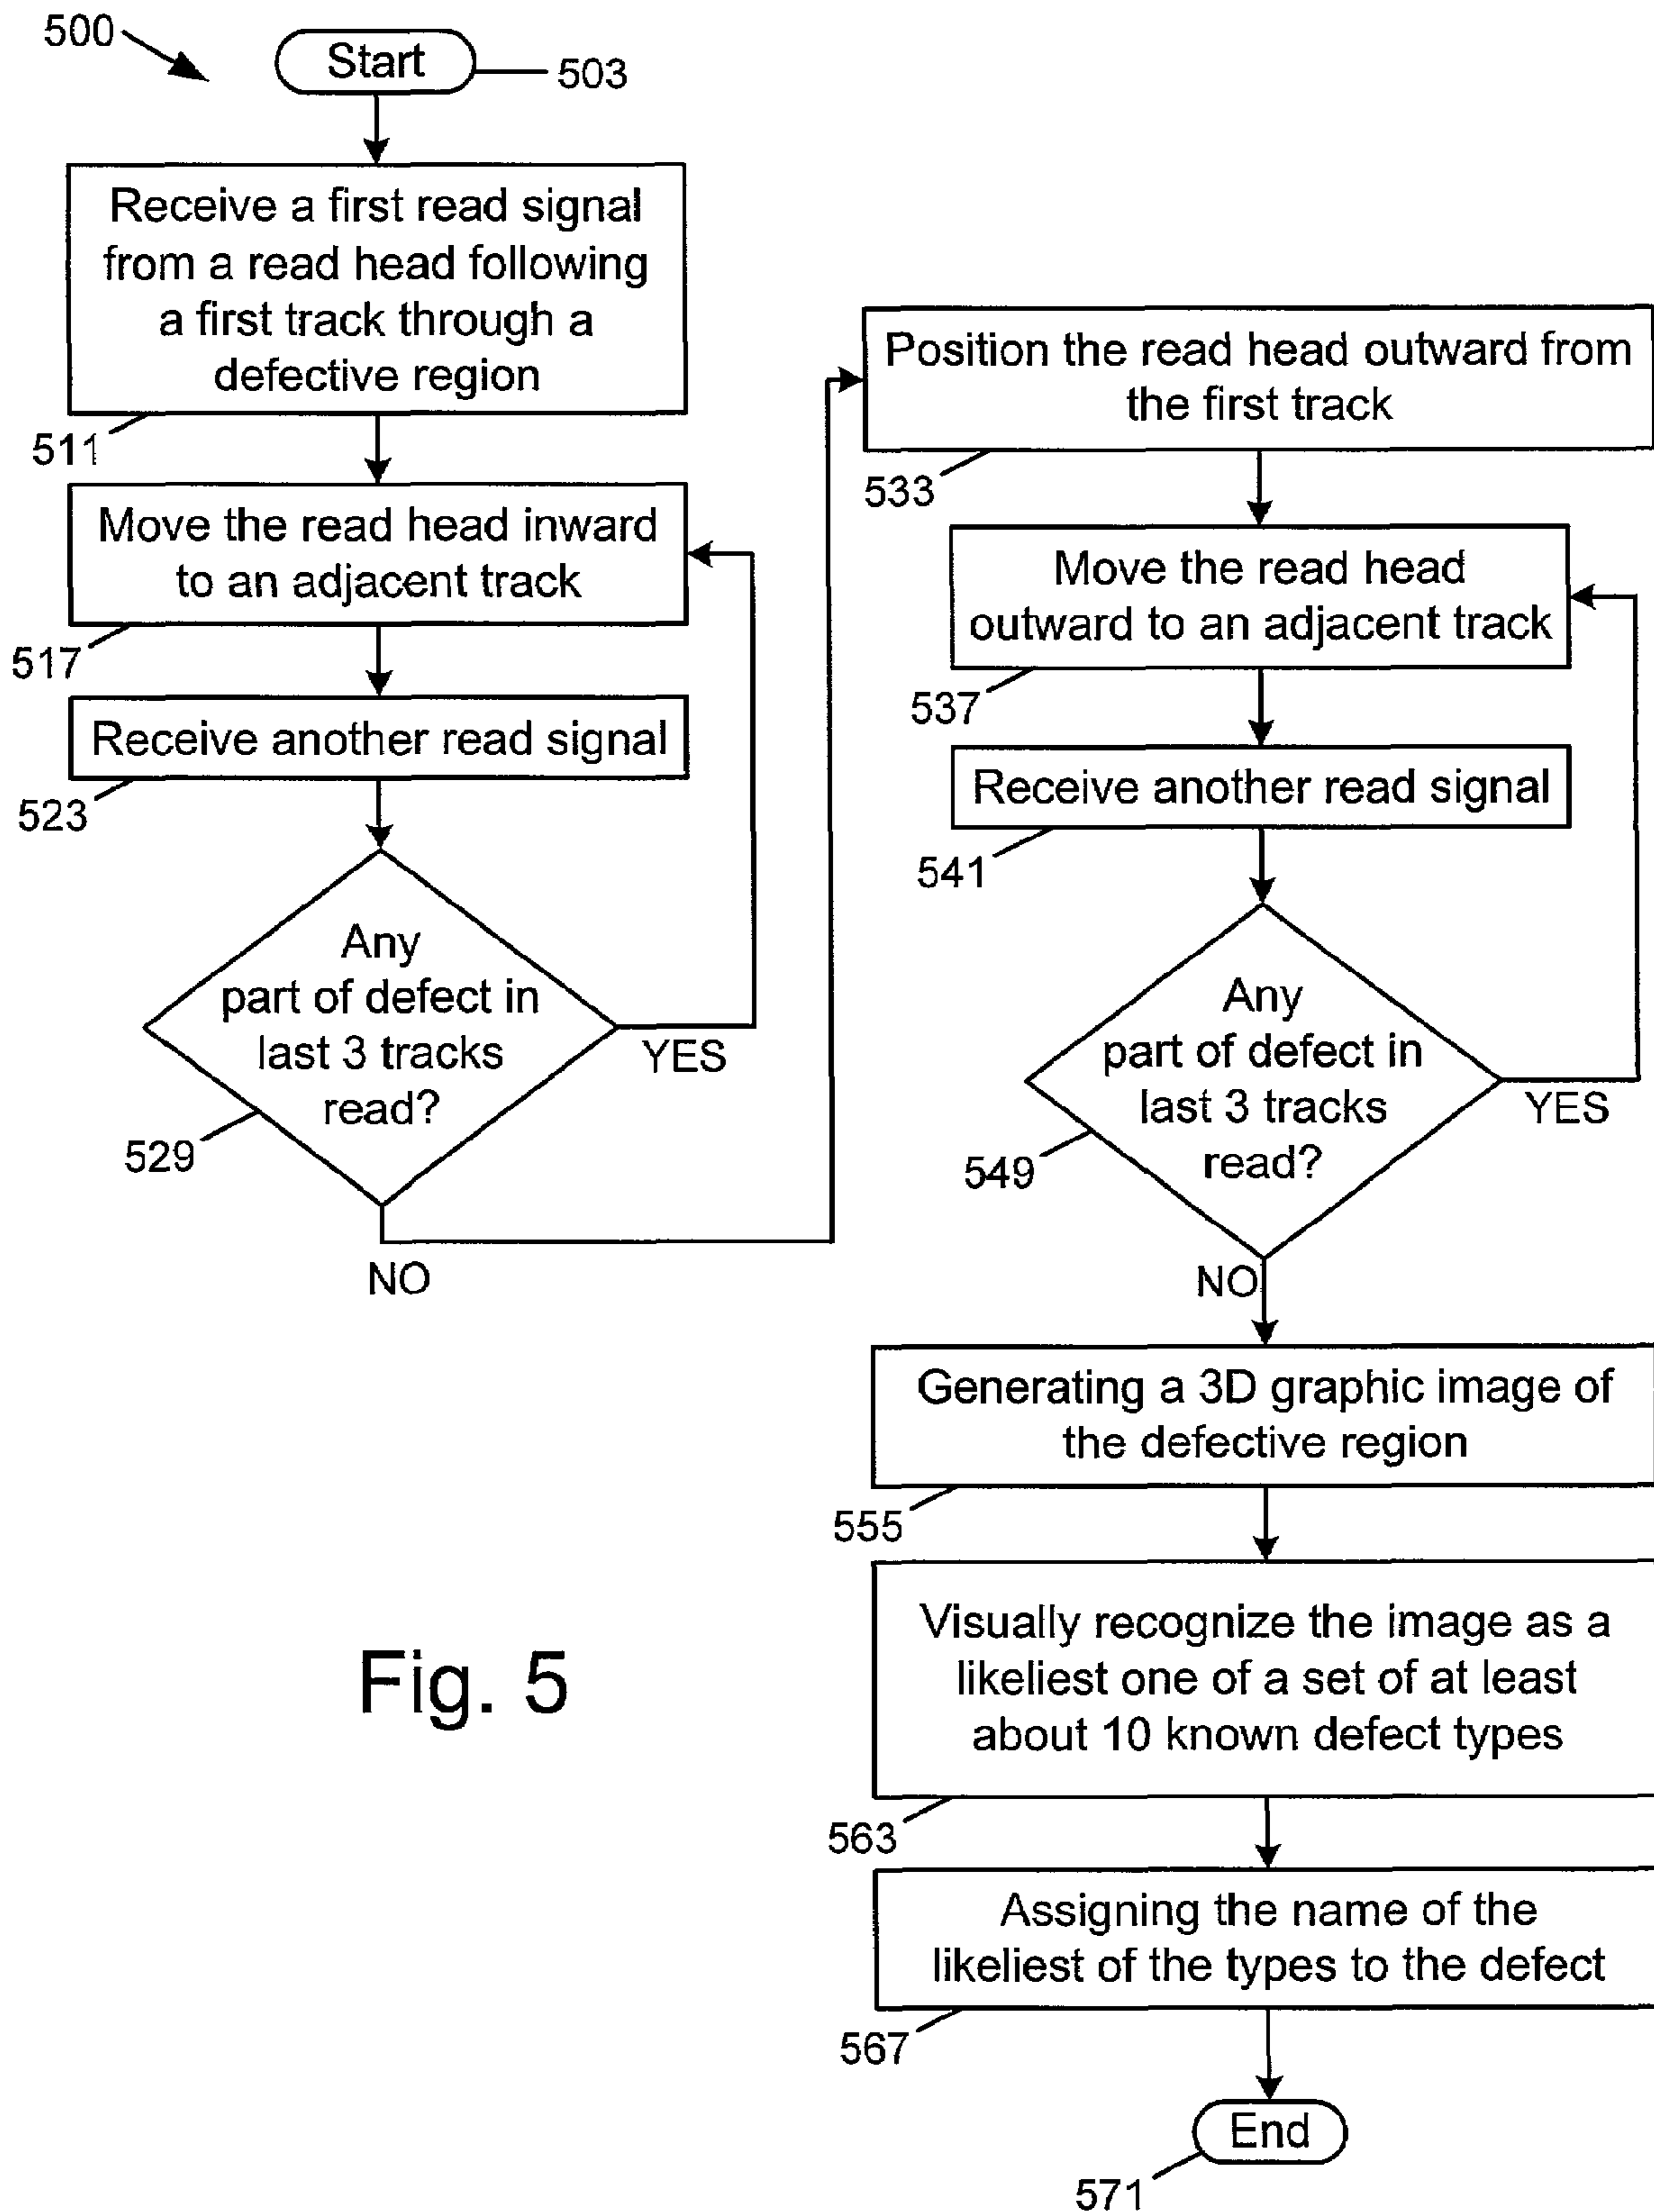 500
Start
503
Receive a first read signal
from a read head following
a first track through a
defective region
511
Move the read head inward
to an adjacent track
517
Receive another read signal
523
Any
part of defect in
last 3 tracks
read?
YES
529
NO
Position the read head outward from
the first track
533
Move the read head
outward to an adjacent track
537
Receive another read signal
541
Any
part of defect in
last 3 tracks
read?
YES
549
NO
Generating a 3D graphic image of
the defective region
555
Visually recognize the image as a
likeliest one of a set of at least
about 10 known defect types
563
Assigning the name of the
likeliest of the types to the defect
567
End
571
Fig. 5